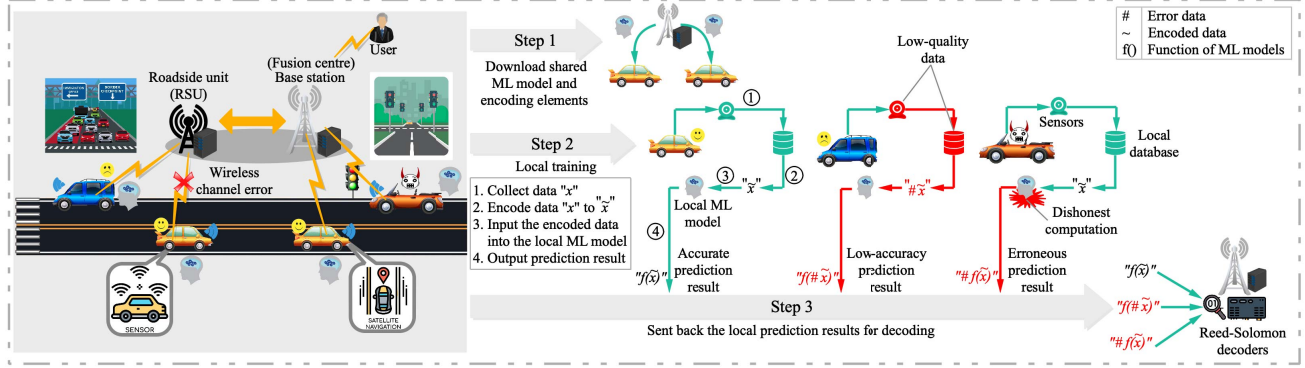 User
(Fusion centre)
Base station
Roadside unit
(RSU)
Wireless
channel error
SENSOR
SATELLITE
NAVIGATION
Step 1
Download shared
ML model and
encoding elements
Step 2
Local training
1. Collect data "x"
2. Encode data "x" to "x̃"
3. Input the encoded data
into the local ML model
4. Output prediction result
①
②
"x̃"
③
Local ML
model
④
"f(x̃)"
Accurate
prediction
result
Low-quality
data
"#x̃"
"f(# x̃)"
Low-accuracy
prediction
result
Sensors
Local
database
"x̃"
Dishonest
computation
"# f(x̃)"
Erroneous
prediction
result
# Error data
~ Encoded data
f() Function of ML models
Step 3
Sent back the local prediction results for decoding
"f(x̃)"
"f(# x̃)"
"# f(x̃)"
01
Reed-Solomon
decoders